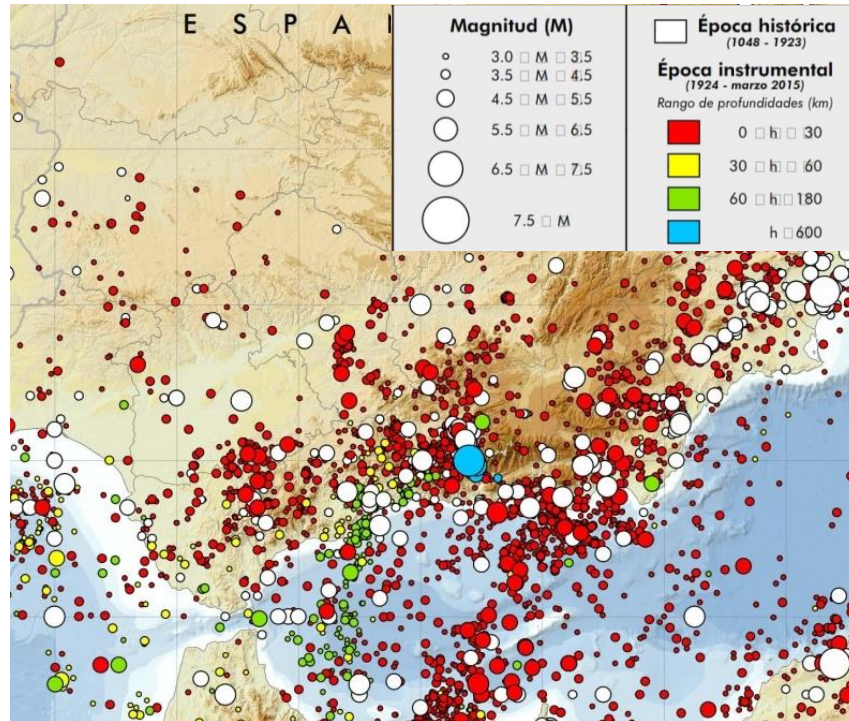 E S P A
Magnitud (M)
3.0 □ M □ 3.5
3.5 □ M □ 4.5
4.5 □ M □ 5.5
5.5 □ M □ 6.5
6.5 □ M □ 7.5
7.5 □ M
Época histórica
(1048 - 1923)
Época instrumental
(1924 - marzo 2015)
Rango de profundidades (km)
0 □ h □ 30
30 □ h □ 60
60 □ h □ 180
h □ 600